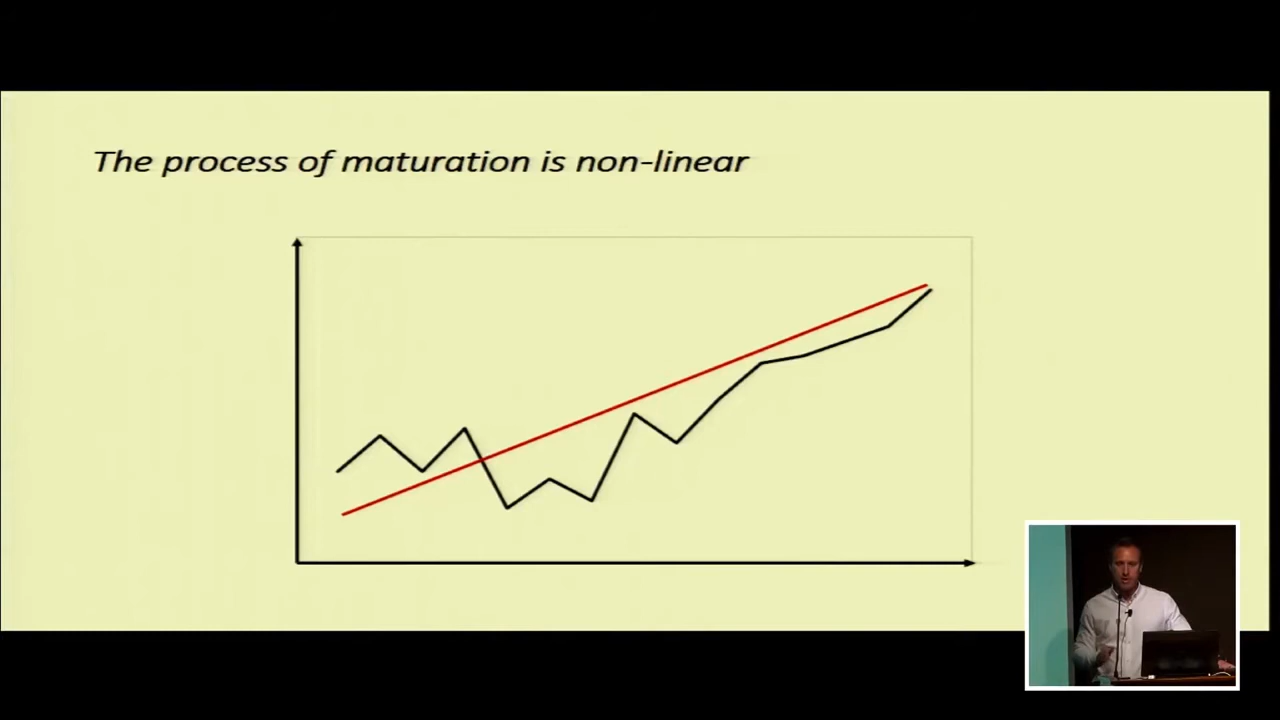 The process of maturation is non-linear